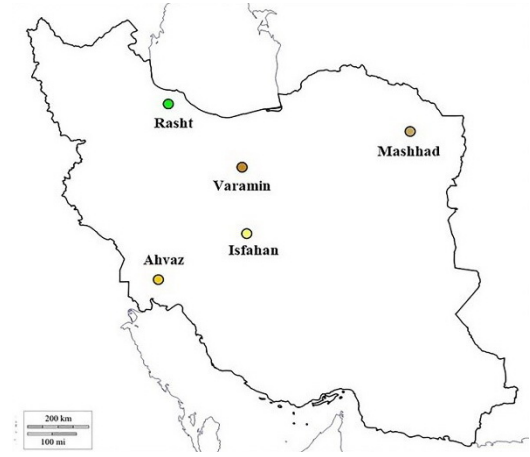 Rasht
Mashhad
Varamin
Isfahan
Ahvaz
200 km
100 mi